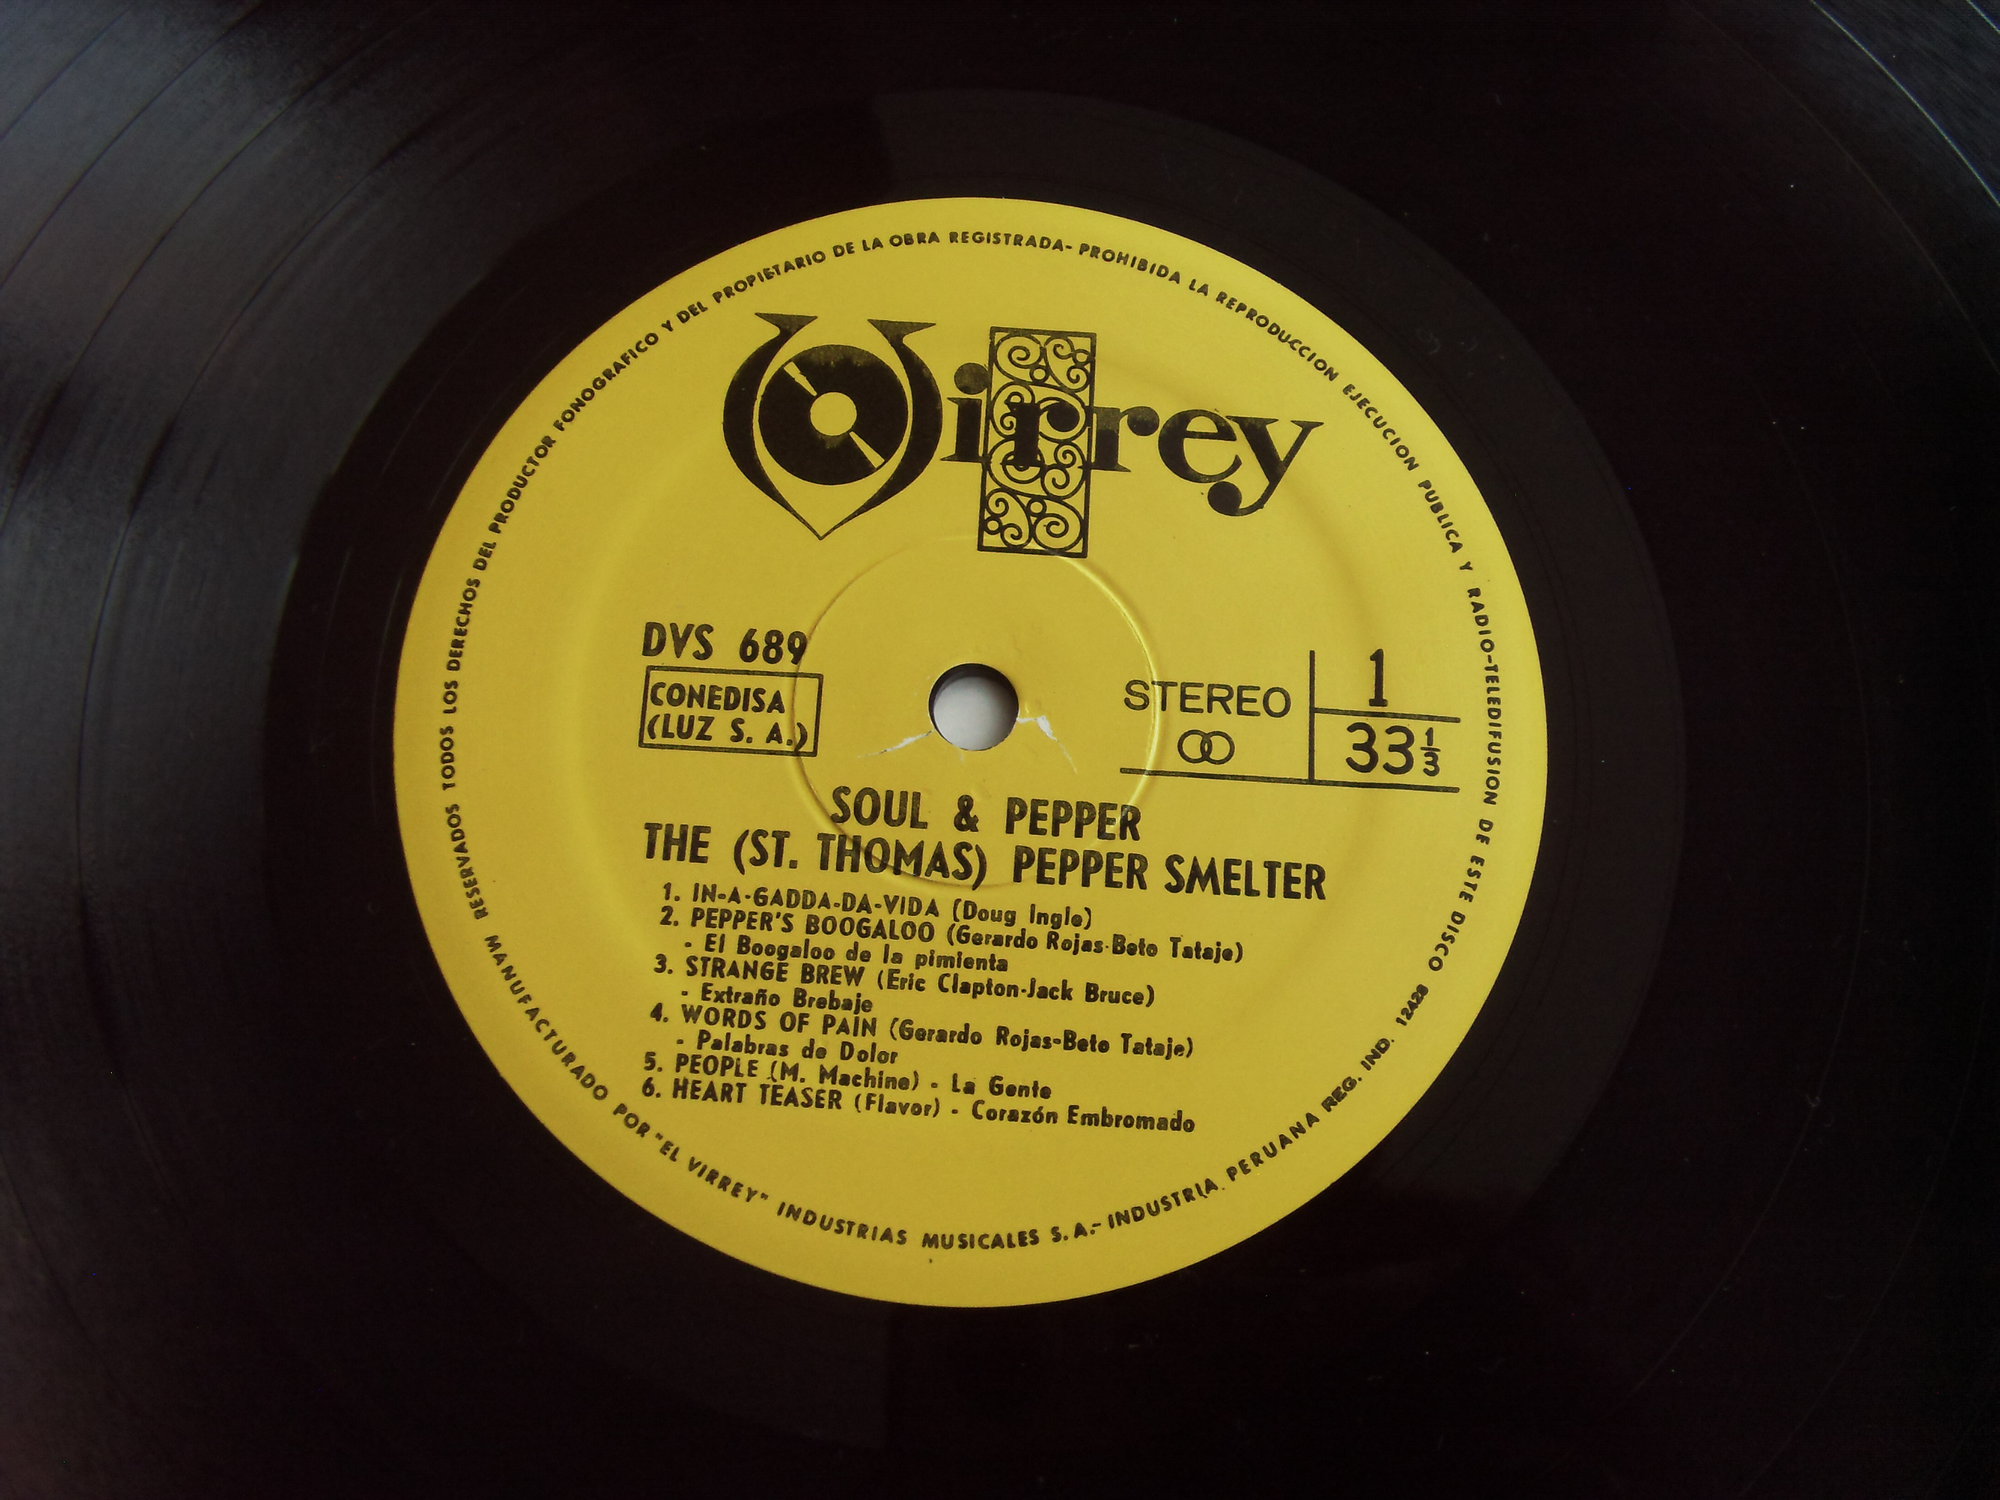 RESERVADOS TODOS LOS DERECHOS DEL PRODUCTOR FONOGRAFICO Y DEL PROPIETARIO DE LA OBRA REGISTRADA- PROHIBIDA LA REPRODUCCION EJECUCION PUBLICA Y RADIO-TELEDIFUSION DE ESTE DISCO
Virrey
DVS 689
CONEDISA
(LUZ S. A.)
STEREO
1
33 1/3
SOUL & PEPPER
THE (ST. THOMAS) PEPPER SMELTER
1. IN-A-GADDA-DA-VIDA (Doug Ingle)
2. PEPPER'S BOOGALOO (Gerardo Rojas-Beto Tataje)
- El Boogaloo de la pimienta
3. STRANGE BREW (Eric Clapton-Jack Bruce)
- Extraño Brebaje
4. WORDS OF PAIN (Gerardo Rojas-Beto Tataje)
- Palabras de Dolor
5. PEOPLE (M. Machine) - La Gente
6. HEART TEASER (Flavor) - Corazón Embromado
MANUFACTURADO POR "EL VIRREY" INDUSTRIAS MUSICALES S. A.- INDUSTRIA PERUANA REG. IND. 12428